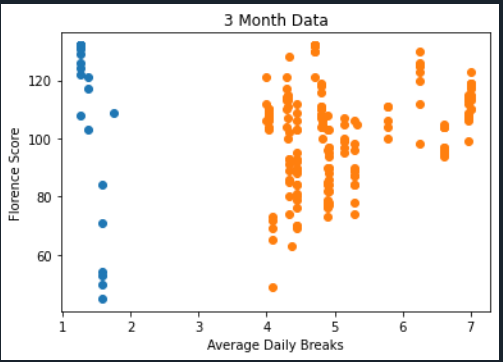 3 Month Data
Florence Score
120
100
80
60
1 2 3 4 5 6 7
Average Daily Breaks